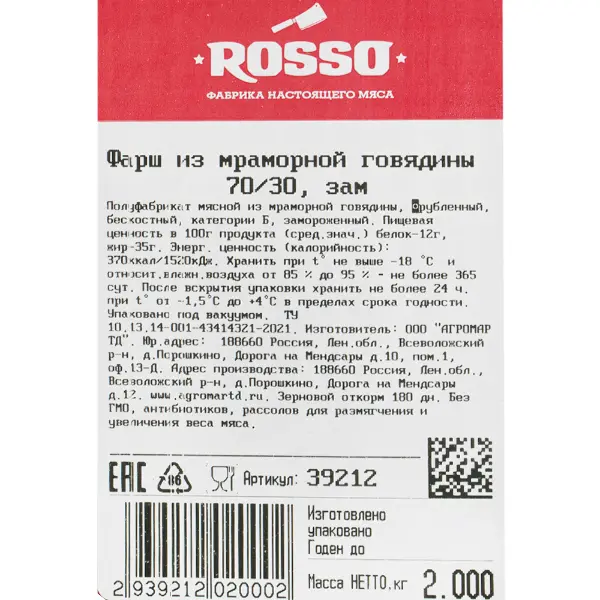 ROSSO
ФАБРИКА НАСТОЯЩЕГО МЯСА
Фарш из мраморной говядины
70/30, зам
Полуфабрикат мясной из мраморной говядины, рубленный,
бескостный, категории Б, замороженный. Пищевая
ценность в 100г продукта (сред.знач.) белок-12г,
жир-35г. Энерг. ценность (калорийность):
370ккал/1520кДж. Хранить при t° не выше -18 °С и
относит.влажн.воздуха от 85 % до 95 % - не более 365
сут. После вскрытия упаковки хранить не более 24 ч.
при t° от -1,5°С до +4°С в пределах срока годности.
Упаковано под вакуумом. ТУ
10.13.14-001-43414321-2021. Изготовитель: ООО "АГРОМАР
ТД". Юр.адрес: 188660 Россия, Лен.обл., Всеволожский
р-н, д.Порошкино, Дорога на Мендсары д.10, пом.1,
оф.13-Д. Адрес производства: 188660 Россия, Лен.обл.,
Всеволожский р-н, д.Порошкино, Дорога на Мендсары
д.12. www.agromartd.ru. Зерновой откорм 180 дн. Без
ГМО, антибиотиков, рассолов для размягчения и
увеличения веса мяса.
EAC 86 Артикул: 39212
Изготовлено
упаковано
Годен до
2 939212 020002
Масса НЕТТО,кг 2.000